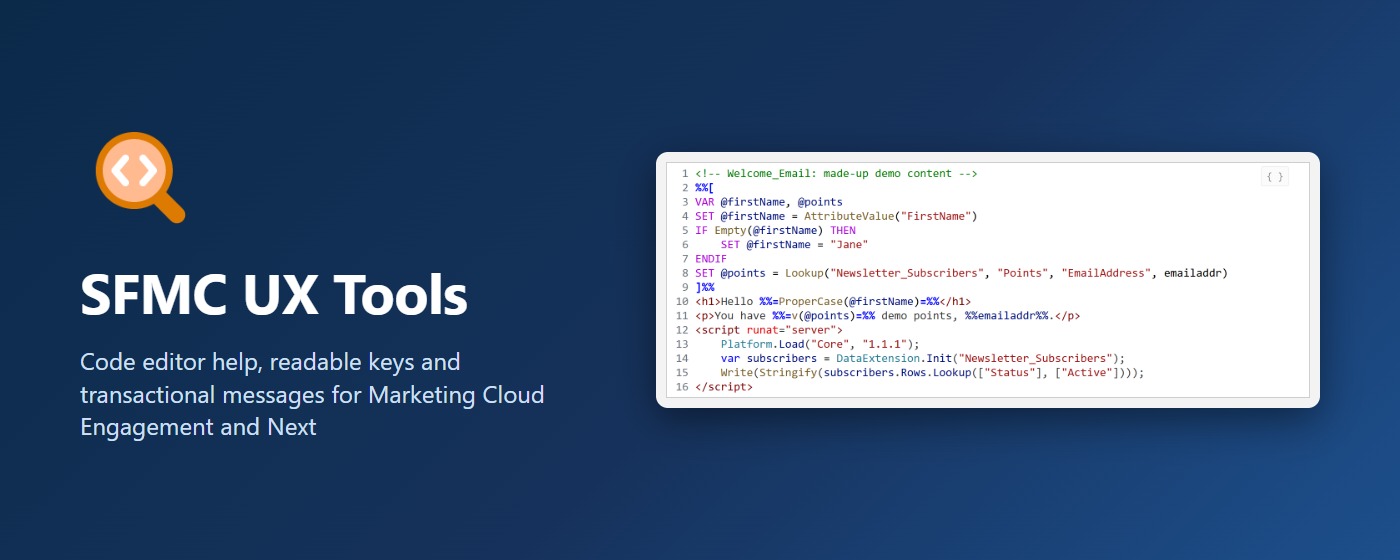 SFMC UX Tools
Code editor help, readable keys and
transactional messages for Marketing Cloud
Engagement and Next
1 <!-- Welcome_Email: made-up demo content -->
{ }
2 %%[
3 VAR @firstName, @points
4 SET @firstName = AttributeValue("FirstName")
5 IF Empty(@firstName) THEN
6     SET @firstName = "Jane"
7 ENDIF
8 SET @points = Lookup("Newsletter_Subscribers", "Points", "EmailAddress", emailaddr)
9 ]%%
10 <h1>Hello %%=ProperCase(@firstName)=%%</h1>
11 <p>You have %%=v(@points)=%% demo points, %%emailaddr%%.</p>
12 <script runat="server">
13     Platform.Load("Core", "1.1.1");
14     var subscribers = DataExtension.Init("Newsletter_Subscribers");
15     Write(Stringify(subscribers.Rows.Lookup(["Status"], ["Active"])));
16 </script>